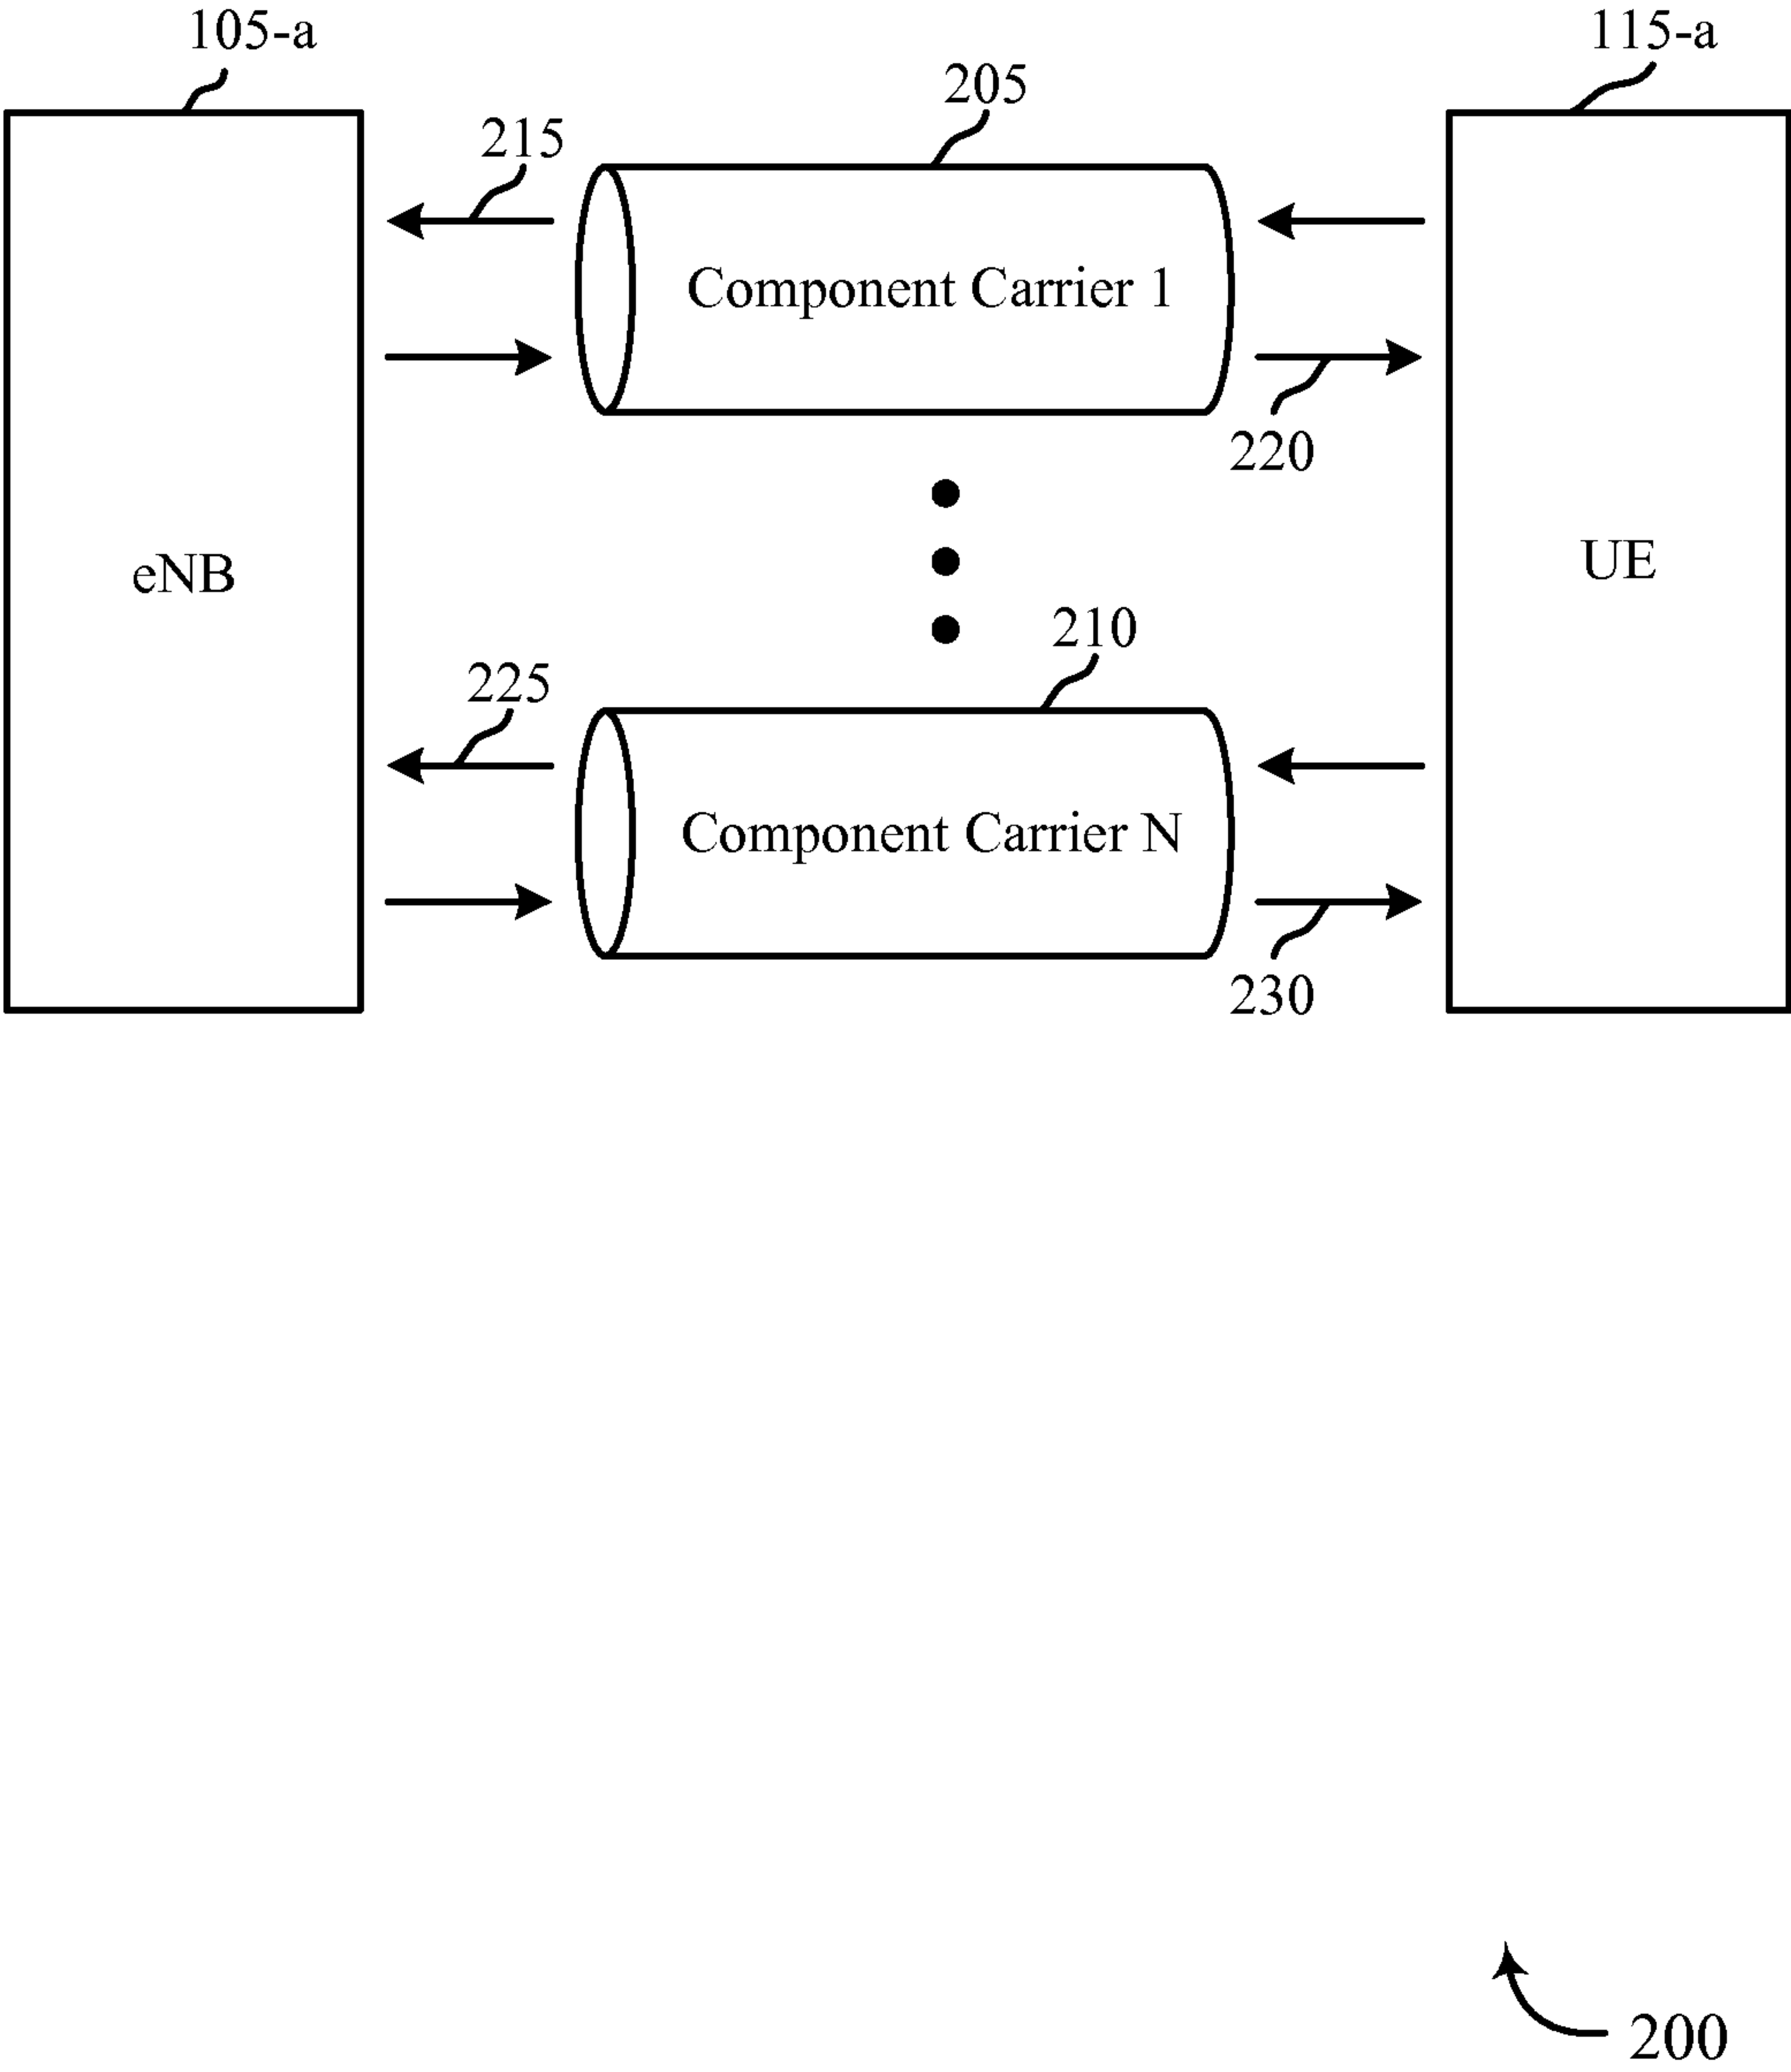 105-a
115-a
205
215
Component Carrier 1
220
eNB
UE
210
225
Component Carrier N
230
200